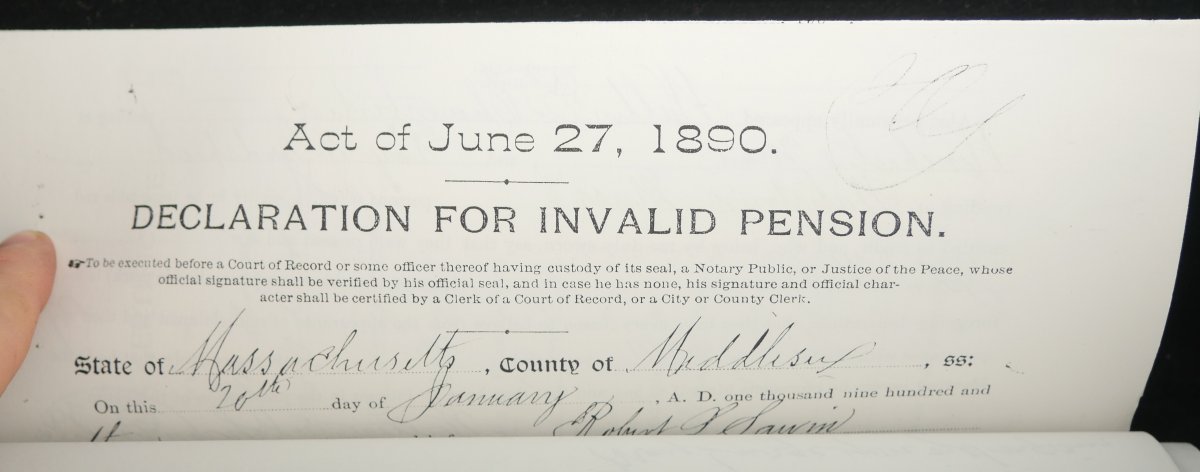 Act of June 27, 1890.
DECLARATION FOR INVALID PENSION.
☛To be executed before a Court of Record or some officer thereof having custody of its seal, a Notary Public, or Justice of the Peace, whose
official signature shall be verified by his official seal, and in case he has none, his signature and official char-
acter shall be certified by a Clerk of a Court of Record, or a City or County Clerk.
State of Massachusetts, County of Middlesex, ss:
On this 20th day of January, A. D. one thousand nine hundred and
Robert